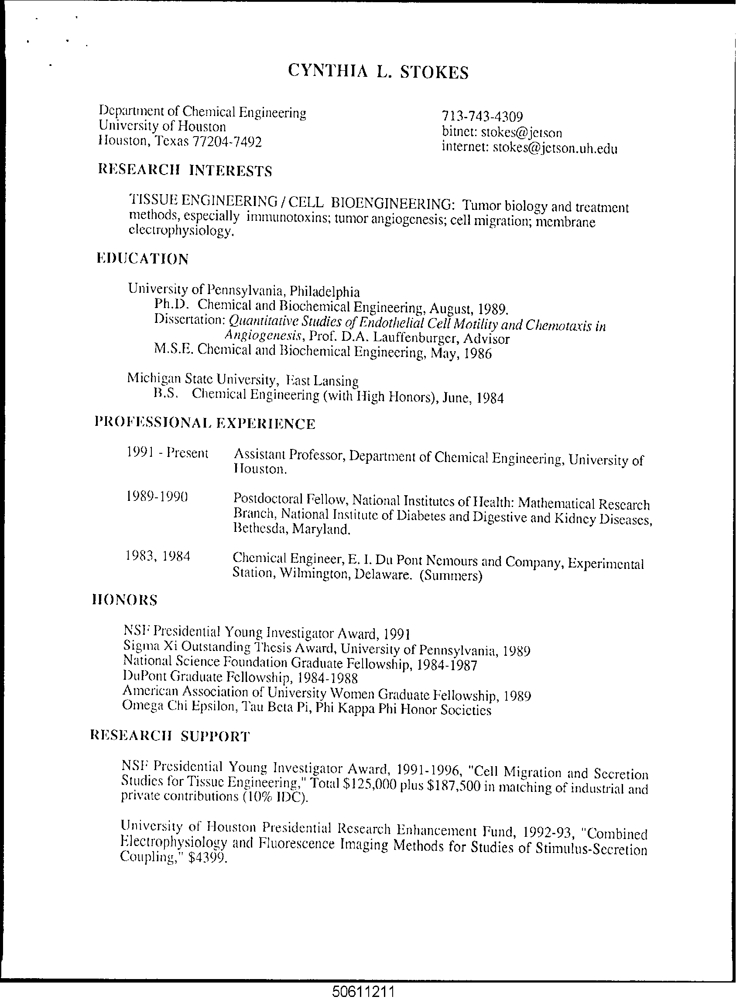 CYNTHIA L. STOKES
Department of Chemical Engineering
University of Houston
Houston, Texas 77204-7492
713-743-4309
bitnet: stokes@jetson
internet: stokes@jetson.uh.edu
RESEARCH INTERESTS
TISSUE ENGINEERING / CELL BIOENGINEERING: Tumor biology and treatment
methods, especially immunotoxins; tumor angiogenesis; cell migration; membrane
electrophysiology.
EDUCATION
University of Pennsylvania, Philadelphia
Ph.D. Chemical and Biochemical Engineering, August, 1989.
Dissertation: Quantitative Studies of Endothelial Cell Motility and Chemotaxis in
Angiogenesis, Prof. D.A. Lauffenburger, Advisor
M.S.E. Chemical and Biochemical Engineering, May, 1986
Michigan State University, East Lansing
B.S. Chemical Engineering (with High Honors), June, 1984
PROFESSIONAL EXPERIENCE
1991 - Present Assistant Professor, Department of Chemical Engineering, University of
Houston.
1989-1990 Postdoctoral Fellow, National Institutes of Health: Mathematical Research
Branch, National Institute of Diabetes and Digestive and Kidney Diseases,
Bethesda, Maryland.
1983, 1984 Chemical Engineer, E. I. Du Pont Nemours and Company, Experimental
Station, Wilmington, Delaware. (Summers)
HONORS
NSF Presidential Young Investigator Award, 1991
Sigma Xi Outstanding Thesis Award, University of Pennsylvania, 1989
National Science Foundation Graduate Fellowship, 1984-1987
DuPont Graduate Fellowship, 1984-1988
American Association of University Women Graduate Fellowship, 1989
Omega Chi Epsilon, Tau Beta Pi, Phi Kappa Phi Honor Societies
RESEARCH SUPPORT
NSF Presidential Young Investigator Award, 1991-1996, "Cell Migration and Secretion
Studies for Tissue Engineering," Total $125,000 plus $187,500 in matching of industrial and
private contributions (10% IDC).
University of Houston Presidential Research Enhancement Fund, 1992-93, "Combined
Electrophysiology and Fluorescence Imaging Methods for Studies of Stimulus-Secretion
Coupling," $4399.
50611211